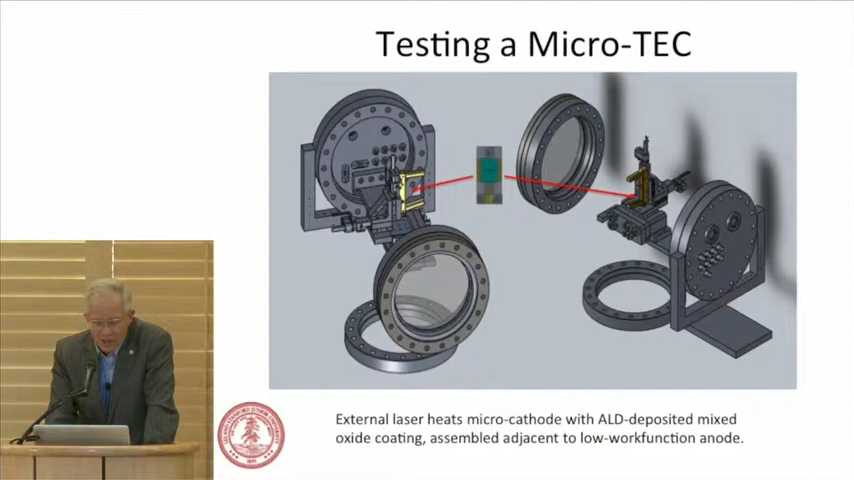 Testing a Micro-TEC
External laser heats micro-cathode with ALD-deposited mixed
oxide coating, assembled adjacent to low-workfunction anode.